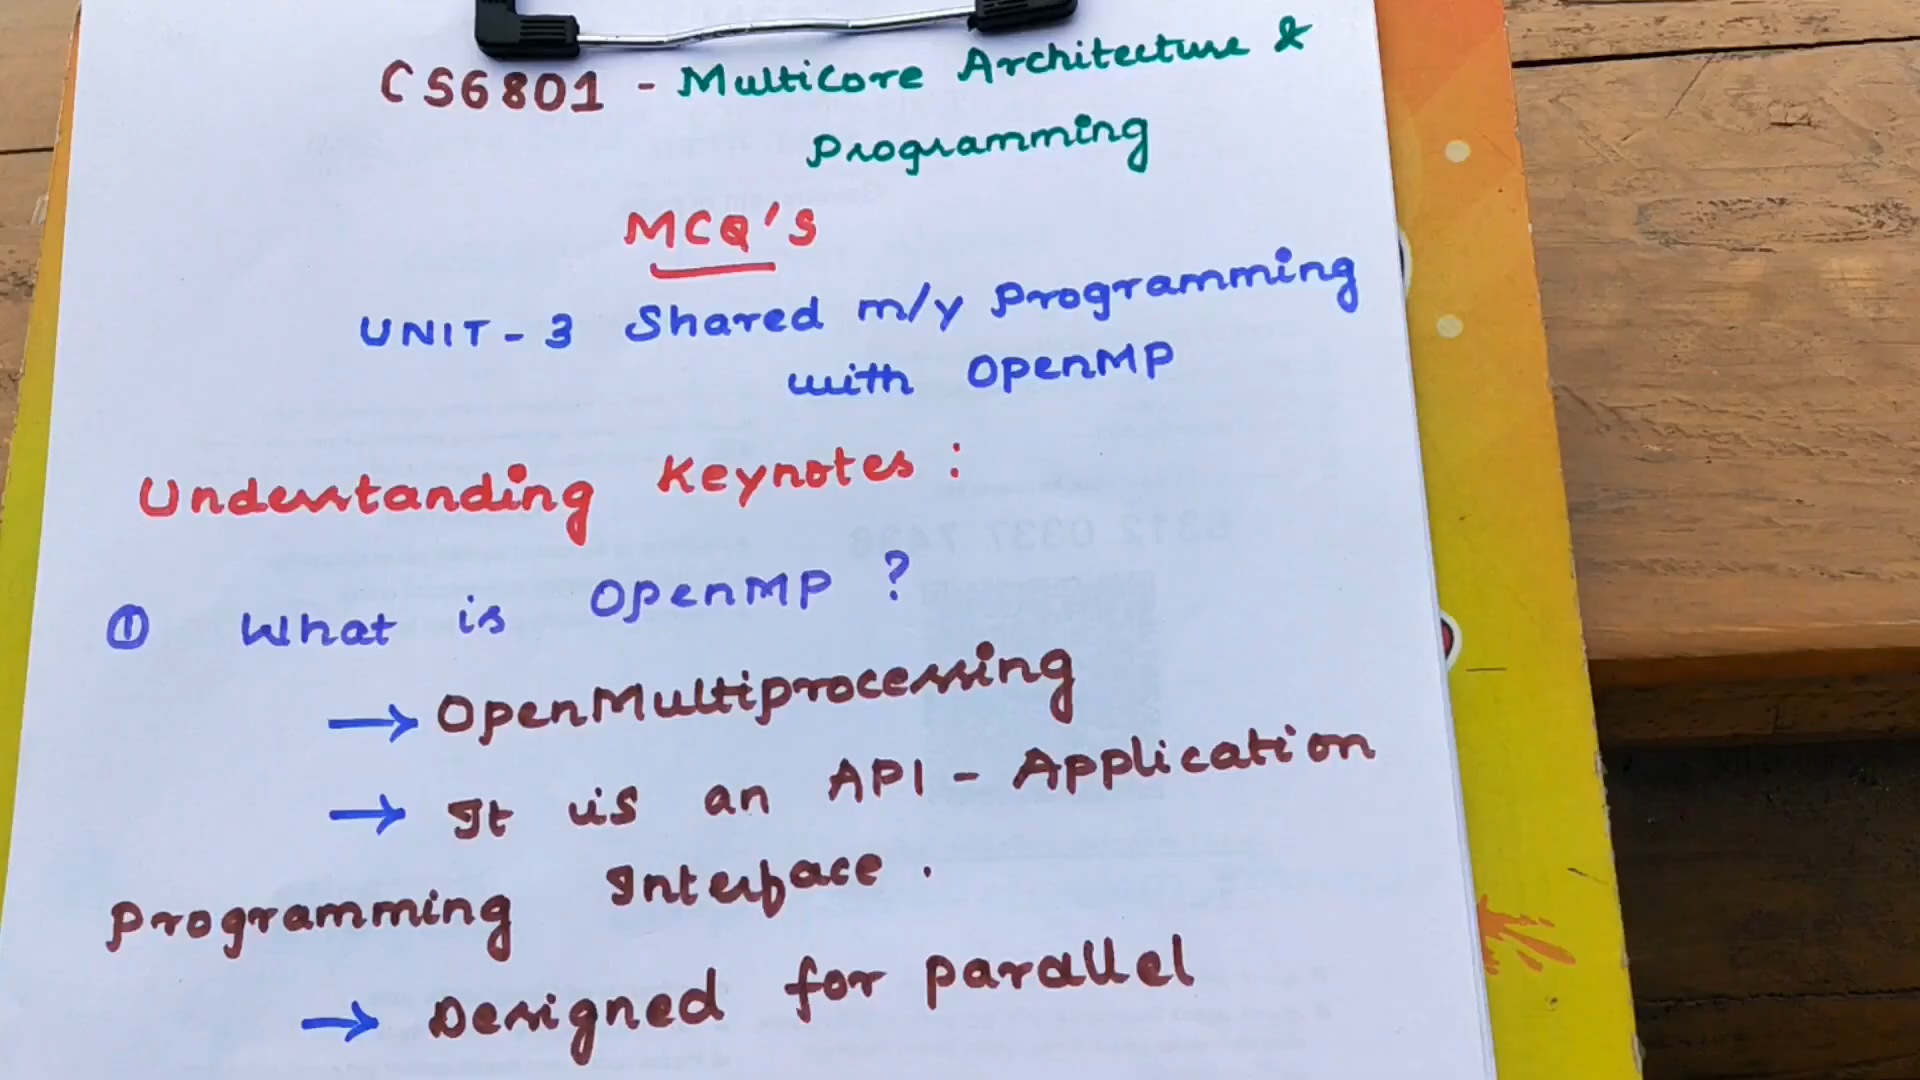 CS6801 - Multicore Architecture &
Programming
MCQ'S
UNIT - 3 Shared m/y Programming
with OpenMP
Understanding Keynotes :
① What is OpenMP ?
→ OpenMultiprocessing
→ It is an API - Application
Programming Interface .
→ Designed for parallel